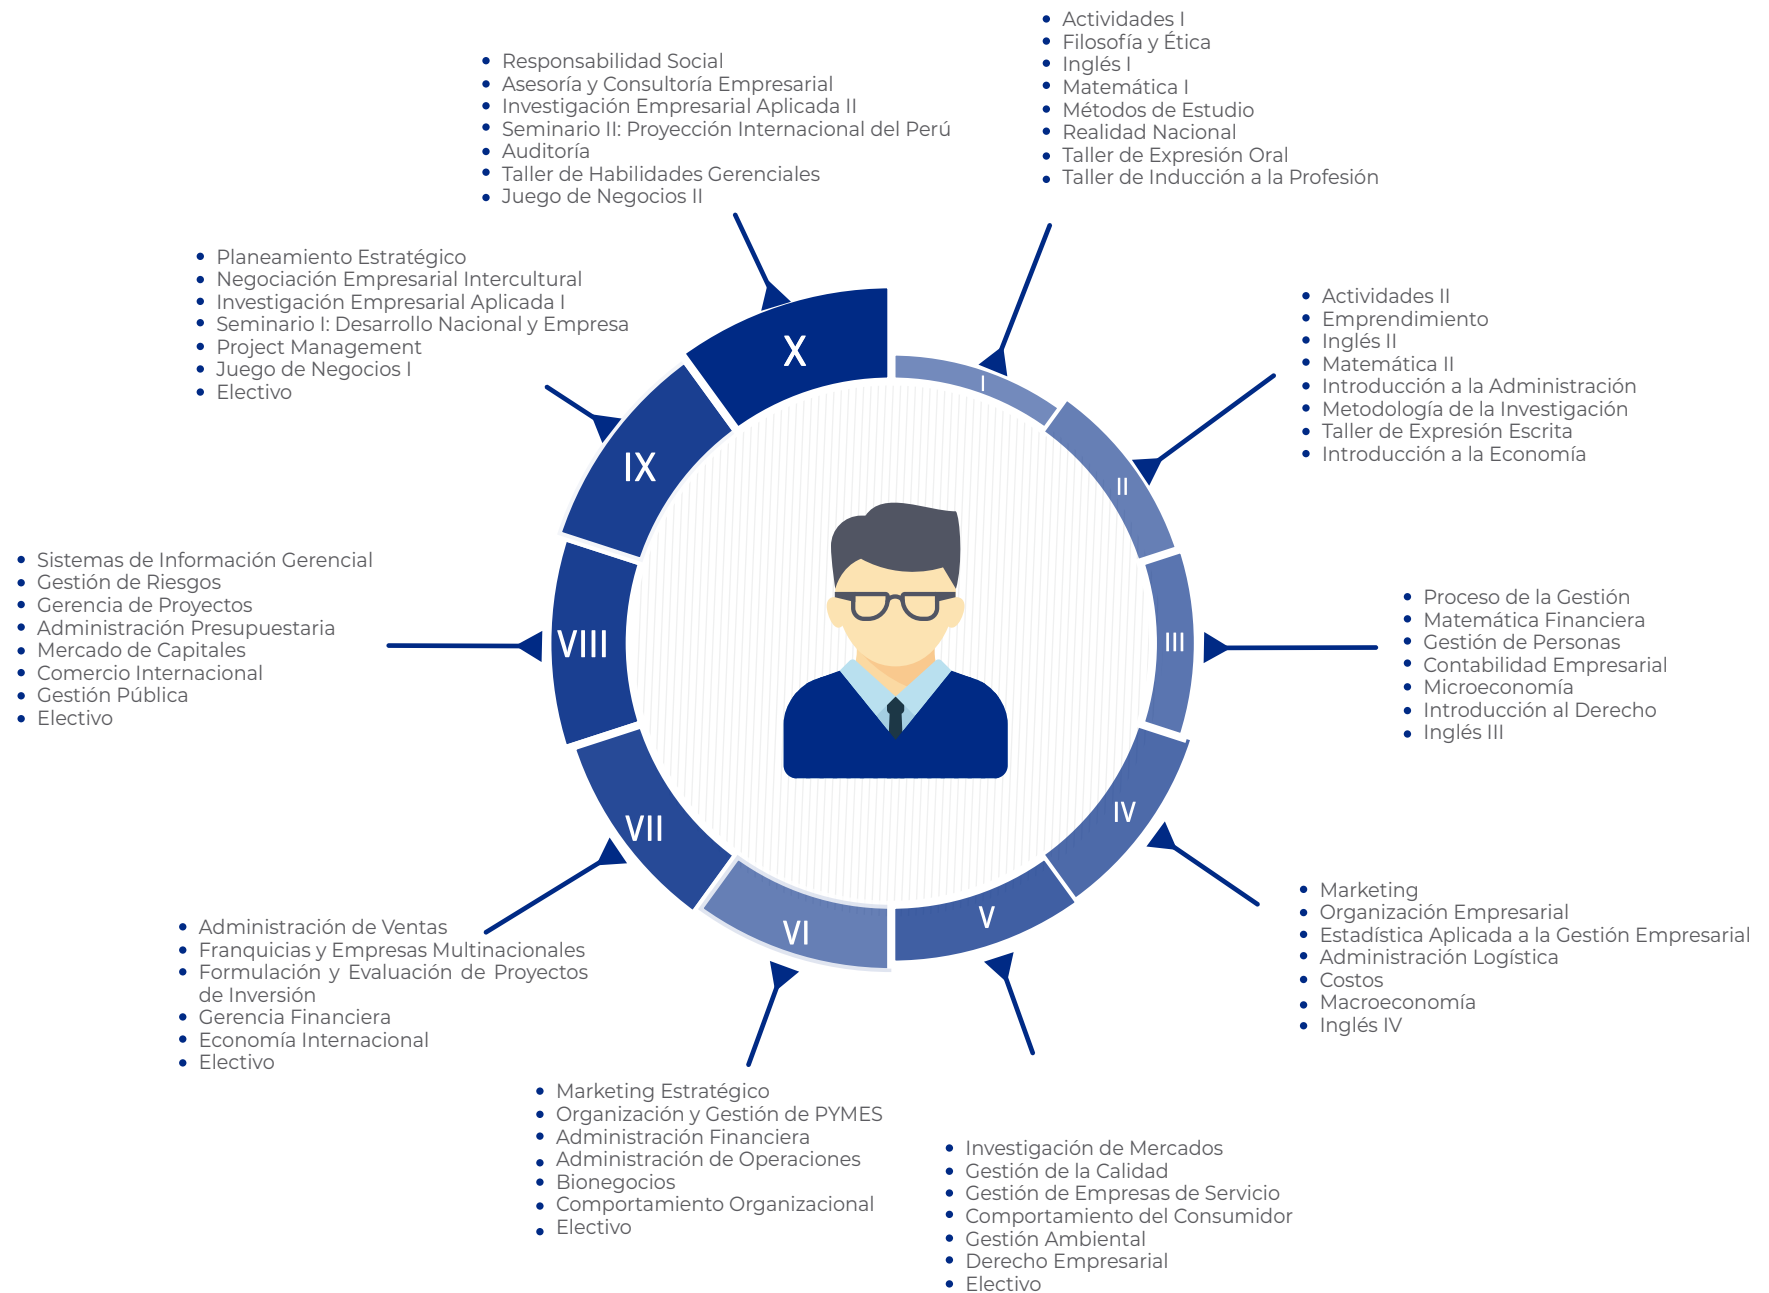 Actividades I
Filosofía y Ética
Inglés I
Matemática I
Métodos de Estudio
Realidad Nacional
Taller de Expresión Oral
Taller de Inducción a la Profesión
I
Actividades II
Emprendimiento
Inglés II
Matemática II
Introducción a la Administración
Metodología de la Investigación
Taller de Expresión Escrita
Introducción a la Economía
II
Proceso de la Gestión
Matemática Financiera
Gestión de Personas
Contabilidad Empresarial
Microeconomía
Introducción al Derecho
Inglés III
III
Marketing
Organización Empresarial
Estadística Aplicada a la Gestión Empresarial
Administración Logística
Costos
Macroeconomía
Inglés IV
IV
Investigación de Mercados
Gestión de la Calidad
Gestión de Empresas de Servicio
Comportamiento del Consumidor
Gestión Ambiental
Derecho Empresarial
Electivo
V
Marketing Estratégico
Organización y Gestión de PYMES
Administración Financiera
Administración de Operaciones
Bionegocios
Comportamiento Organizacional
Electivo
VI
Administración de Ventas
Franquicias y Empresas Multinacionales
Formulación y Evaluación de Proyectos
de Inversión
Gerencia Financiera
Economía Internacional
Electivo
VII
Sistemas de Información Gerencial
Gestión de Riesgos
Gerencia de Proyectos
Administración Presupuestaria
Mercado de Capitales
Comercio Internacional
Gestión Pública
Electivo
VIII
Planeamiento Estratégico
Negociación Empresarial Intercultural
Investigación Empresarial Aplicada I
Seminario I: Desarrollo Nacional y Empresa
Project Management
Juego de Negocios I
Electivo
IX
Responsabilidad Social
Asesoría y Consultoría Empresarial
Investigación Empresarial Aplicada II
Seminario II: Proyección Internacional del Perú
Auditoría
Taller de Habilidades Gerenciales
Juego de Negocios II
X